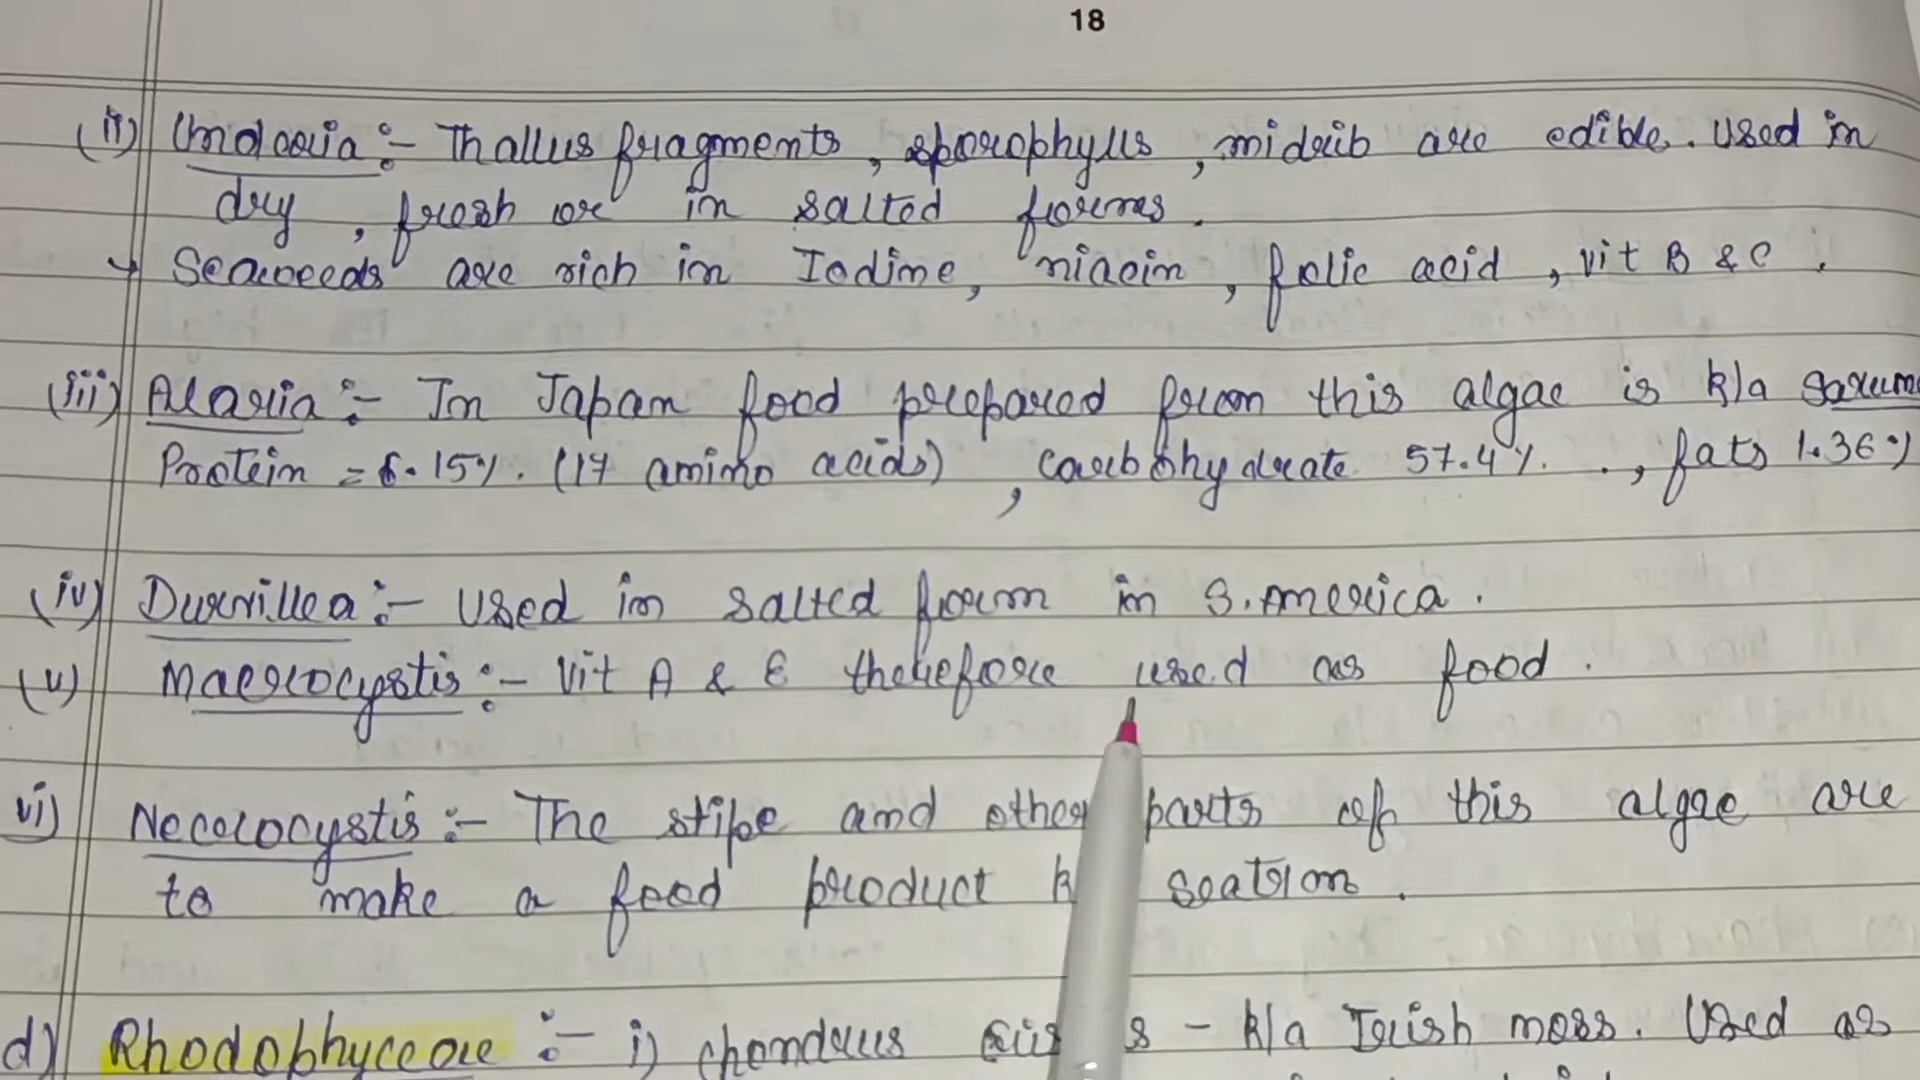 18
(ii) Undaria :- Thallus fragments, sporophylls, midrib are edible. Used in
dry, fresh or in salted forms.
Seaweeds are rich in Iodine, niacin, folic acid, vit B & C.
(iii) Alaria :- In Japan food prepared from this algae is k/a Sarum
Protein = 6.15%. (17 amino acids), carbohydrate 57.4%., fats 1.36%
(iv) Durvillea :- Used in salted form in S. America.
(v) Macrocystis :- Vit A & E therefore used as food.
vi) Necrocystis :- The stipe and other parts of this algae are
to make a food product seatron.
d) Rhodophyceae :- i) chondrus - k/a Irish moss. Used as